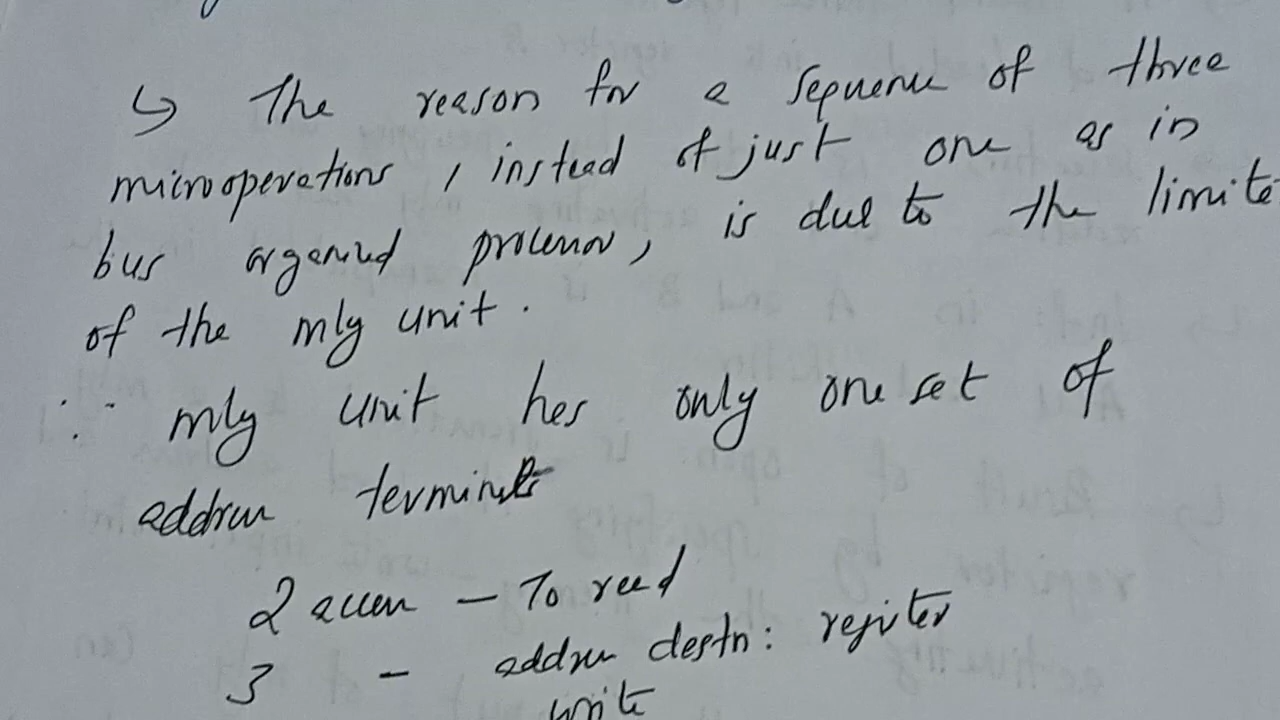 ↳ The reason for a sequence of three
microoperations, instead of just one as in
bus organized processor, is due to the limite
of the mly unit.
∵ mly unit has only one set of
address terminals
2 access - To read
3 - address destn: register
write